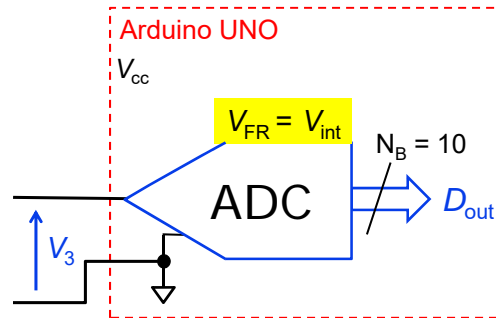 Arduino UNO
Vcc
VFR = Vint
NB = 10
ADC
Dout
V3